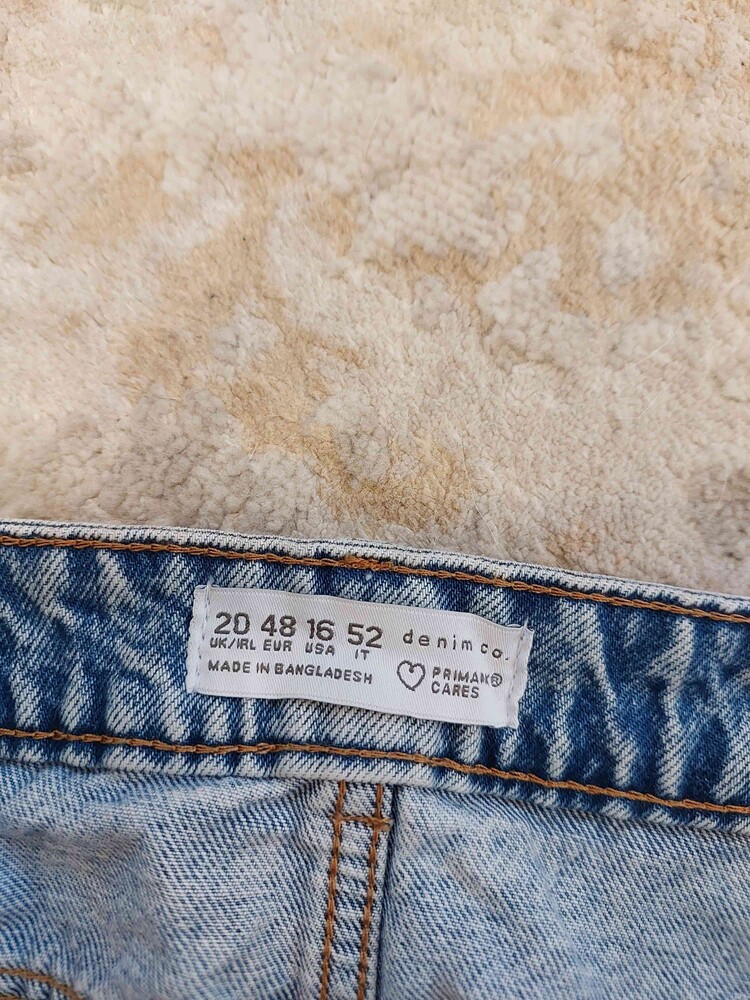 20 48 16 52 denim co.
UK/IRL EUR USA IT
MADE IN BANGLADESH
PRIMARK®
CARES